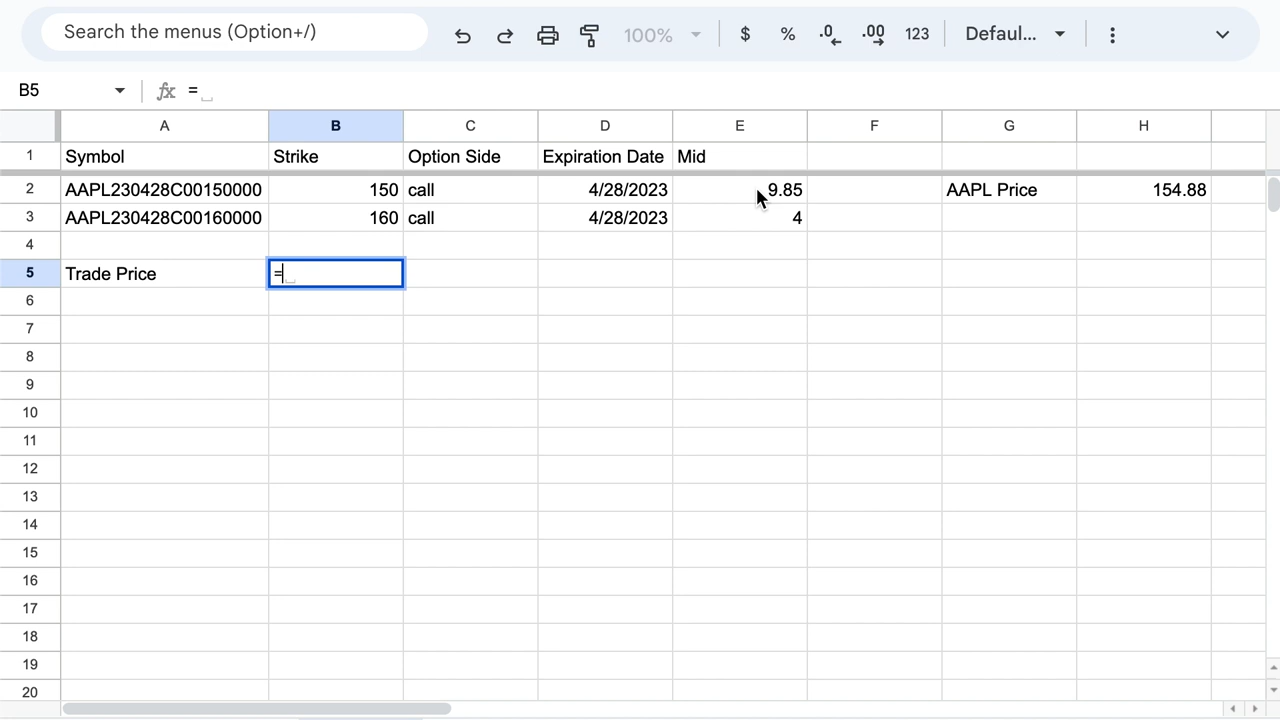 Search the menus (Option+/) 100% $ % .0 .00 123 Defaul...
B5 fx =
A B C D E F G H
1 Symbol Strike Option Side Expiration Date Mid
2 AAPL230428C00150000 150 call 4/28/2023 9.85 AAPL Price 154.88
3 AAPL230428C00160000 160 call 4/28/2023 4
4
5 Trade Price =
6
7
8
9
10
11
12
13
14
15
16
17
18
19
20